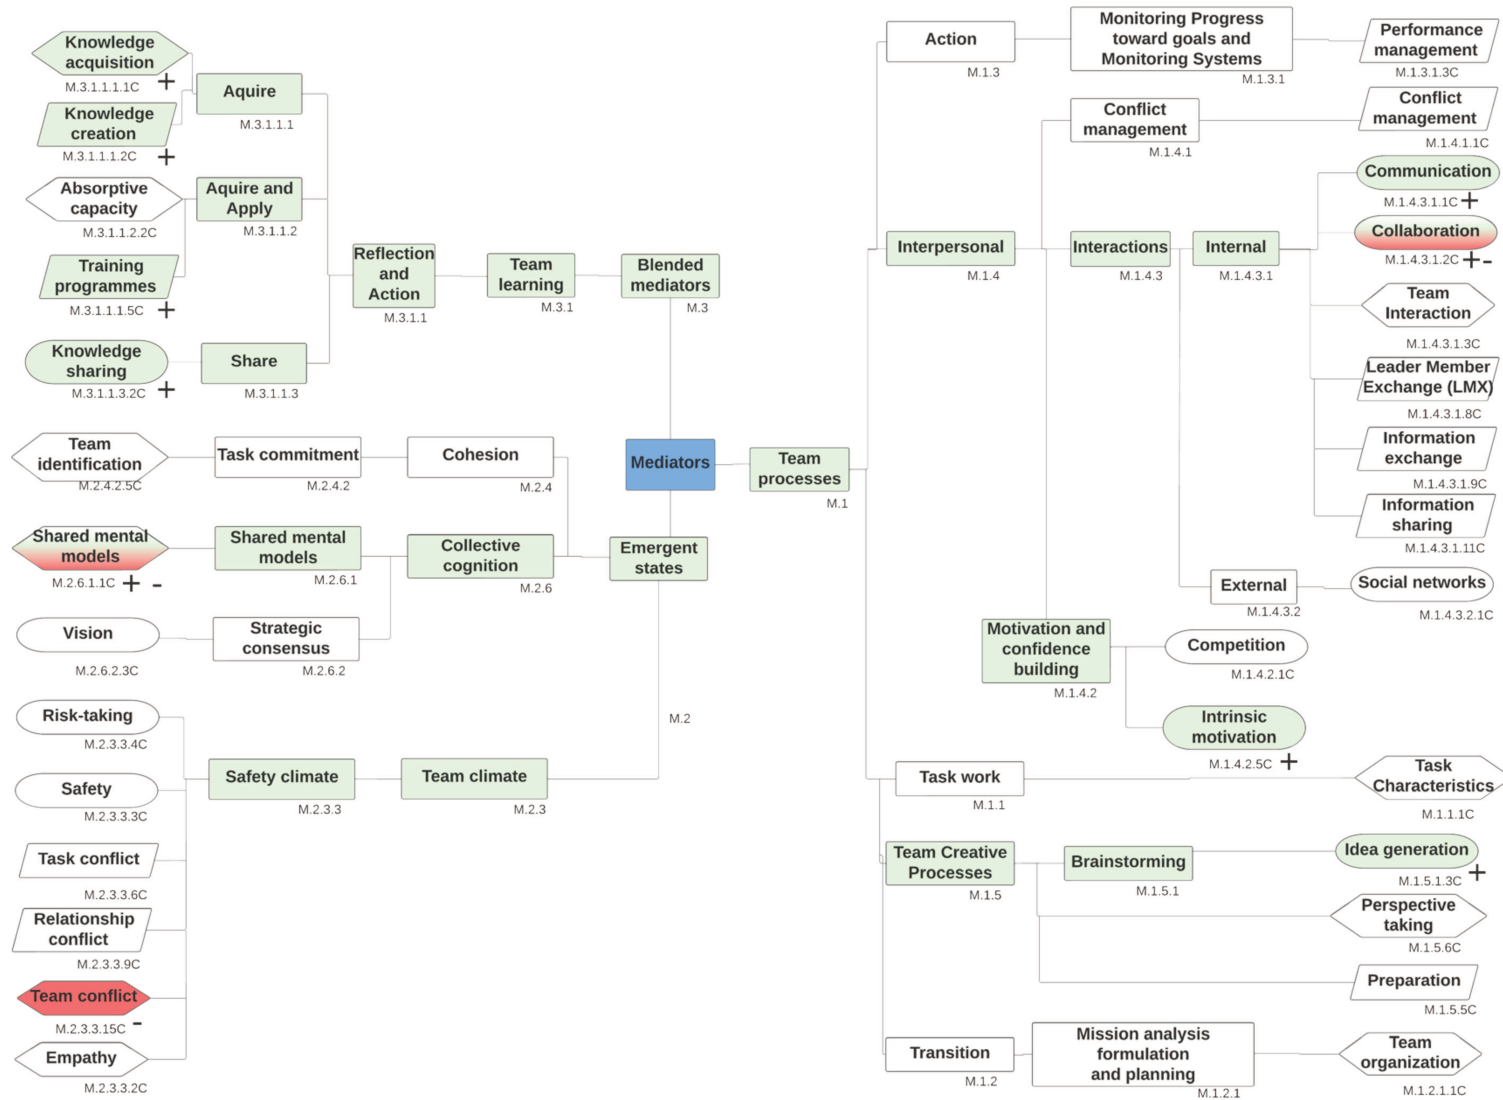 Knowledge
acquisition
M.3.1.1.1.1C +
Knowledge
creation
M.3.1.1.1.2C +
Aquire
M.3.1.1.1
Absorptive
capacity
M.3.1.1.2.2C
Training
programmes
M.3.1.1.1.5C +
Aquire and
Apply
M.3.1.1.2
Knowledge
sharing
M.3.1.1.3.2C +
Share
M.3.1.1.3
Reflection
and
Action
M.3.1.1
Team
learning
M.3.1
Blended
mediators
M.3
Team
identification
M.2.4.2.5C
Task commitment
M.2.4.2
Cohesion
M.2.4
Shared mental
models
M.2.6.1.1C + -
Shared mental
models
M.2.6.1
Collective
cognition
M.2.6
Emergent
states
Vision
M.2.6.2.3C
Strategic
consensus
M.2.6.2
M.2
Risk-taking
M.2.3.3.4C
Safety
M.2.3.3.3C
Safety climate
M.2.3.3
Team climate
M.2.3
Task conflict
M.2.3.3.6C
Relationship
conflict
M.2.3.3.9C
Team conflict
M.2.3.3.15C -
Empathy
M.2.3.3.2C
Mediators
Team
processes
M.1
Action
M.1.3
Monitoring Progress
toward goals and
Monitoring Systems
M.1.3.1
Performance
management
M.1.3.1.3C
Conflict
management
M.1.4.1
Conflict
management
M.1.4.1.1C
Interpersonal
M.1.4
Interactions
M.1.4.3
Internal
M.1.4.3.1
Communication
M.1.4.3.1.1C +
Collaboration
M.1.4.3.1.2C +-
Team
Interaction
M.1.4.3.1.3C
Leader Member
Exchange (LMX)
M.1.4.3.1.8C
Information
exchange
M.1.4.3.1.9C
Information
sharing
M.1.4.3.1.11C
External
M.1.4.3.2
Social networks
M.1.4.3.2.1C
Motivation and
confidence
building
M.1.4.2
Competition
M.1.4.2.1C
Intrinsic
motivation
M.1.4.2.5C +
Task work
M.1.1
Task
Characteristics
M.1.1.1C
Team Creative
Processes
M.1.5
Brainstorming
M.1.5.1
Idea generation
M.1.5.1.3C +
Perspective
taking
M.1.5.6C
Preparation
M.1.5.5C
Transition
M.1.2
Mission analysis
formulation
and planning
M.1.2.1
Team
organization
M.1.2.1.1C